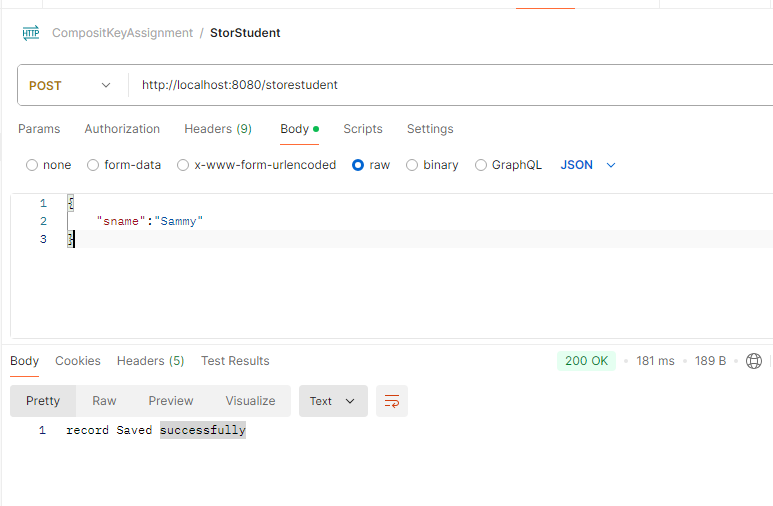 HTTP CompositKeyAssignment / StorStudent
POST http://localhost:8080/storestudent
Params Authorization Headers (9) Body Scripts Settings
none form-data x-www-form-urlencoded raw binary GraphQL JSON
1 {
2 "sname":"Sammy"
3 }
Body Cookies Headers (5) Test Results 200 OK 181 ms 189 B
Pretty Raw Preview Visualize Text
1 record Saved successfully